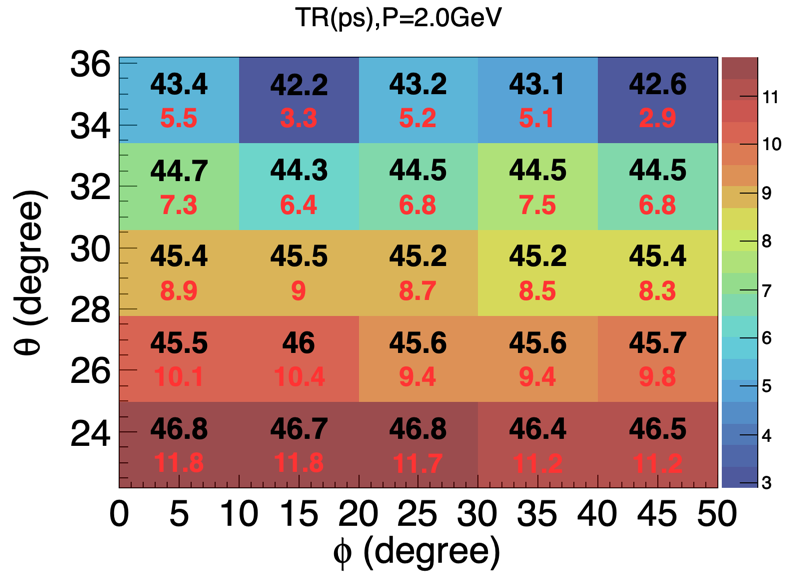 TR(ps),P=2.0GeV
36
43.4 42.2 43.2 43.1 42.6
5.5 3.3 5.2 5.1 2.9
34
44.7 44.3 44.5 44.5 44.5
32
7.3 6.4 6.8 7.5 6.8
30
45.4 45.5 45.2 45.2 45.4
8.9 9 8.7 8.5 8.3
28
45.5 46 45.6 45.6 45.7
26
10.1 10.4 9.4 9.4 9.8
24
46.8 46.7 46.8 46.4 46.5
11.8 11.8 11.7 11.2 11.2
θ (degree)
0 5 10 15 20 25 30 35 40 45 50
ϕ (degree)
11
10
9
8
7
6
5
4
3